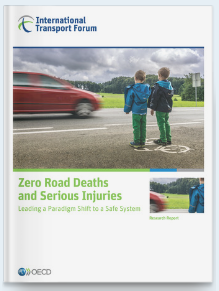 International
Transport Forum
Zero Road Deaths
and Serious Injuries
Leading a Paradigm Shift to a Safe System
Research Report
OECD